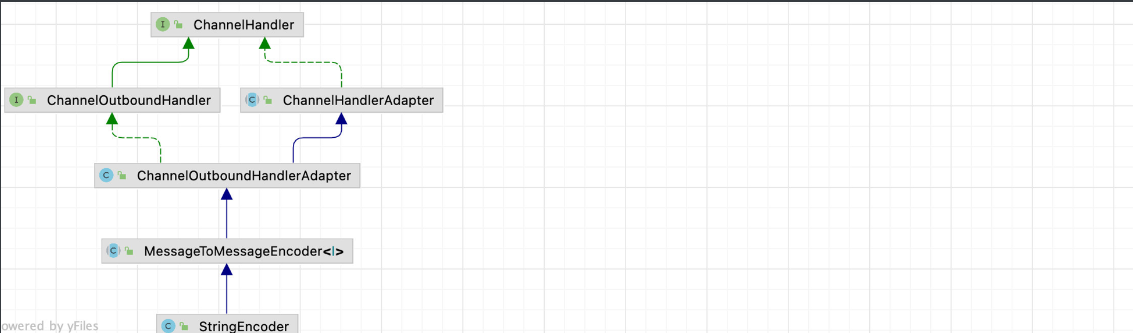 I ChannelHandler
I ChannelOutboundHandler
C ChannelHandlerAdapter
C ChannelOutboundHandlerAdapter
C MessageToMessageEncoder<I>
C StringEncoder
owered by yFiles